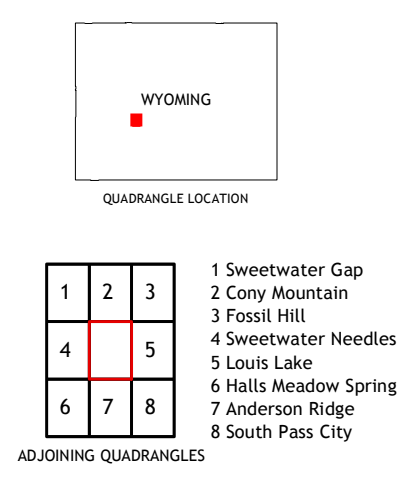 WYOMING
QUADRANGLE LOCATION
1 2 3
4 5
6 7 8
ADJOINING QUADRANGLES
1 Sweetwater Gap
2 Cony Mountain
3 Fossil Hill
4 Sweetwater Needles
5 Louis Lake
6 Halls Meadow Spring
7 Anderson Ridge
8 South Pass City